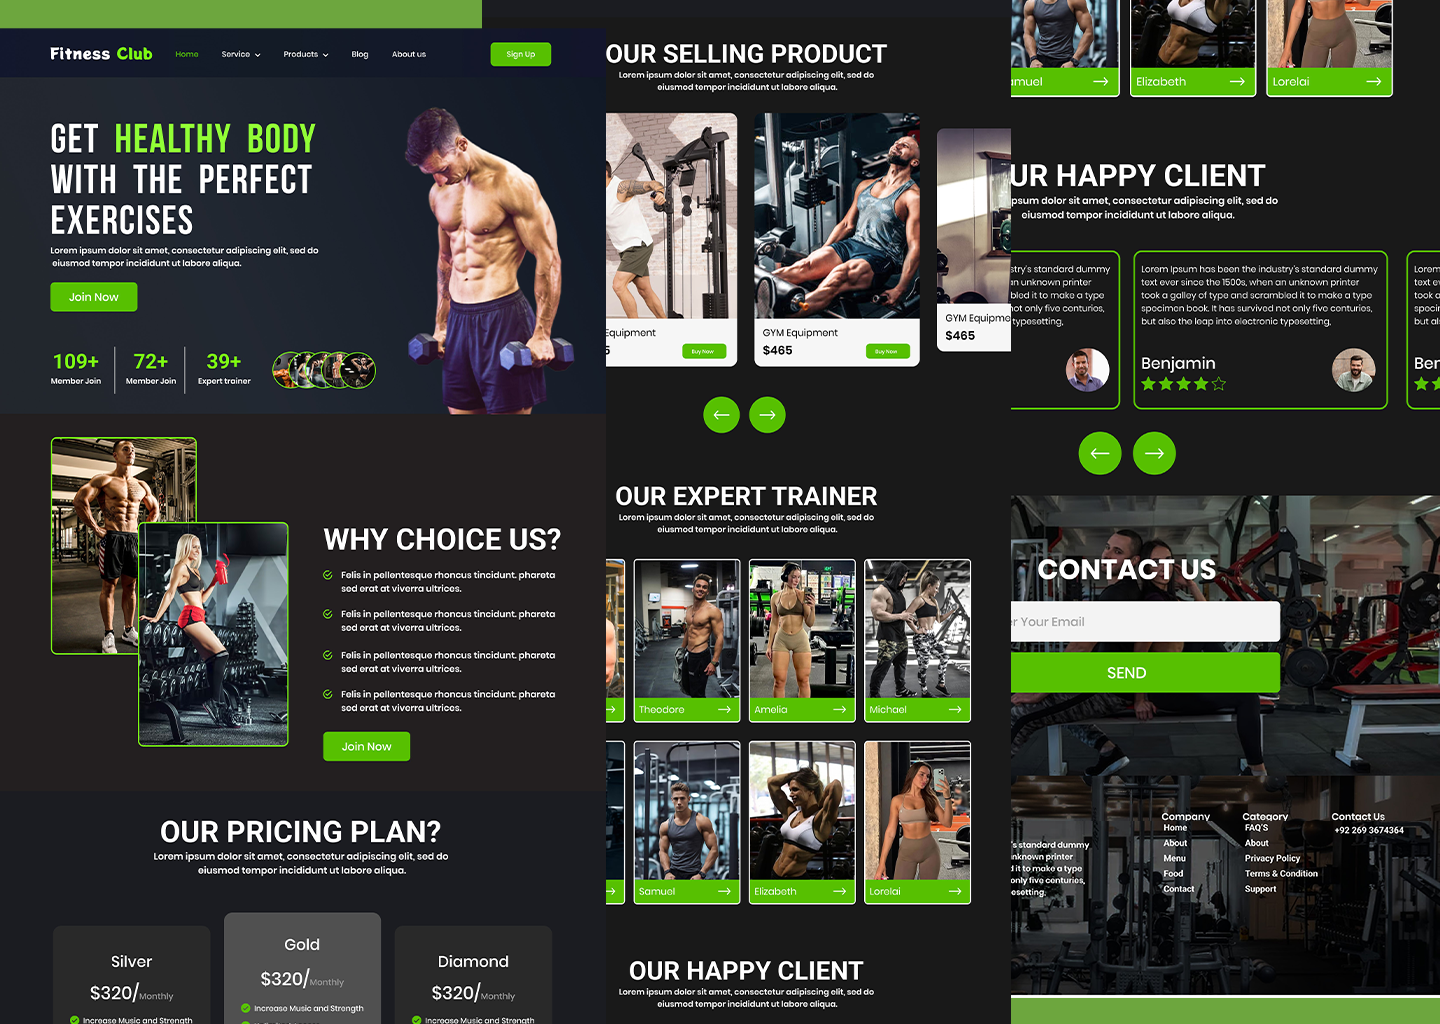 Fitness Club
Home
Service
Products
Blog
About us
Sign Up
GET HEALTHY BODY
WITH THE PERFECT
EXERCISES
Lorem ipsum dolor sit amet, consectetur adipiscing elit, sed do
eiusmod tempor incididunt ut labore aliqua.
Join Now
109+
Member Join
72+
Member Join
39+
Expert trainer
WHY CHOICE US?
Felis in pellentesque rhoncus tincidunt. phareta
sed erat at viverra ultrices.
Felis in pellentesque rhoncus tincidunt. phareta
sed erat at viverra ultrices.
Felis in pellentesque rhoncus tincidunt. phareta
sed erat at viverra ultrices.
Felis in pellentesque rhoncus tincidunt. phareta
sed erat at viverra ultrices.
Join Now
OUR PRICING PLAN?
Lorem ipsum dolor sit amet, consectetur adipiscing elit, sed do
eiusmod tempor incididunt ut labore aliqua.
Silver
$320/Monthly
Increase Music and Strength
Gold
$320/Monthly
Increase Music and Strength
Diamond
$320/Monthly
Increase Music and Strength
OUR SELLING PRODUCT
Lorem ipsum dolor sit amet, consectetur adipiscing elit, sed do
eiusmod tempor incididunt ut labore aliqua.
Equipment
5
Buy Now
GYM Equipment
$465
Buy Now
GYM Equipme
$465
OUR EXPERT TRAINER
Lorem ipsum dolor sit amet, consectetur adipiscing elit, sed do
eiusmod tempor incididunt ut labore aliqua.
Theodore
Amelia
Michael
Samuel
Elizabeth
Lorelai
OUR HAPPY CLIENT
Lorem ipsum dolor sit amet, consectetur adipiscing elit, sed do
eiusmod tempor incididunt ut labore aliqua.
amuel
Elizabeth
Lorelai
UR HAPPY CLIENT
psum dolor sit amet, consectetur adipiscing elit, sed do
eiusmod tempor incididunt ut labore aliqua.
stry's standard dummy
an unknown printer
bled it to make a type
not only five centuries,
typesetting,
Lorem Ipsum has been the industry's standard dummy
text ever since the 1500s, when an unknown printer
took a galley of type and scrambled it to make a type
specimen book. It has survived not only five centuries,
but also the leap into electronic typesetting,
Benjamin
Lorem
text ev
took a
specin
but als
Ben
CONTACT US
er Your Email
SEND
's standard dummy
nknown printer
d it to make a type
only five centuries,
esetting,
Company
Home
About
Menu
Food
Contact
Category
FAQ'S
About
Privacy Policy
Terms & Condition
Support
Contact Us
+92 269 3674364